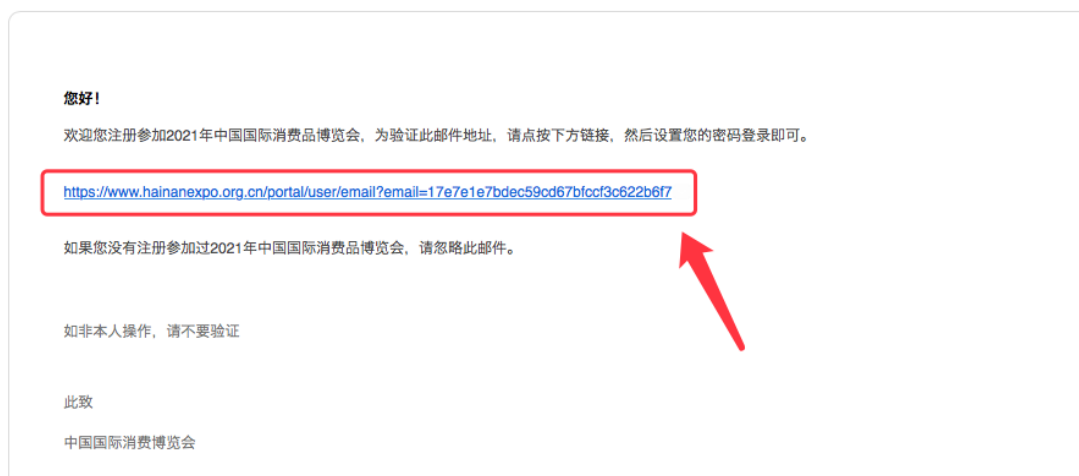 您好！
欢迎您注册参加2021年中国国际消费品博览会，为验证此邮件地址，请点按下方链接，然后设置您的密码登录即可。
https://www.hainanexpo.org.cn/portal/user/email?email=17e7e1e7bdec59cd67bfccf3c622b6f7
如果您没有注册参加过2021年中国国际消费品博览会，请忽略此邮件。
如非本人操作，请不要验证
此致
中国国际消费博览会